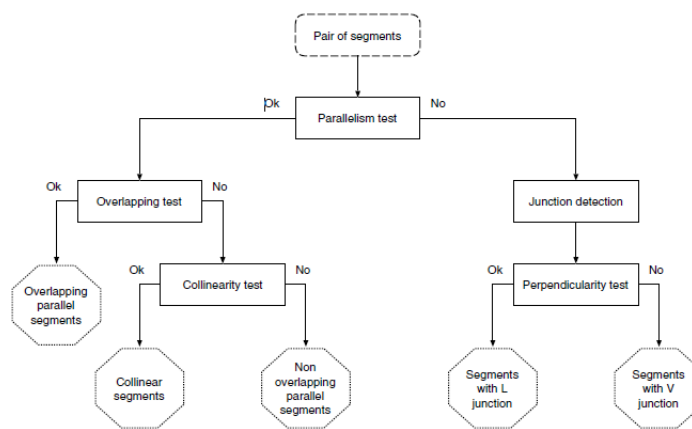 Pair of segments
Ok
No
Parallelism test
Ok
No
Overlapping test
Junction detection
Ok
No
Ok
No
Overlapping
parallel
segments
Collinearity test
Perpendicularity test
Collinear
segments
Non
overlapping
parallel
segments
Segments
with L
junction
Segments
with V
junction